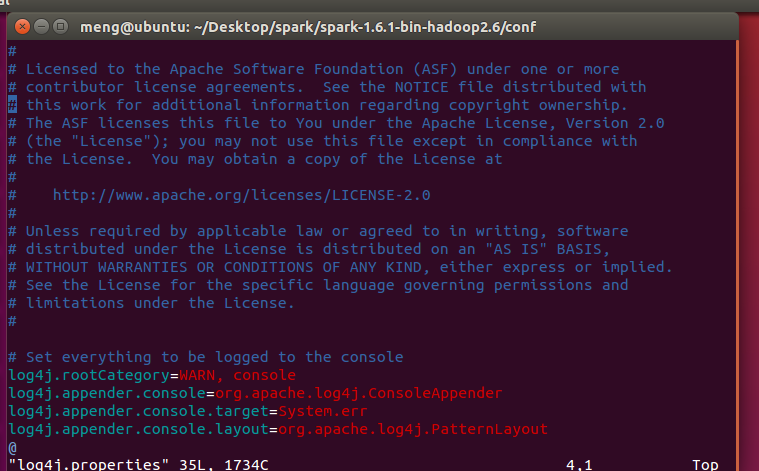 al
meng@ubuntu: ~/Desktop/spark/spark-1.6.1-bin-hadoop2.6/conf
#
# Licensed to the Apache Software Foundation (ASF) under one or more
# contributor license agreements.  See the NOTICE file distributed with
# this work for additional information regarding copyright ownership.
# The ASF licenses this file to You under the Apache License, Version 2.0
# (the "License"); you may not use this file except in compliance with
# the License.  You may obtain a copy of the License at
#
#    http://www.apache.org/licenses/LICENSE-2.0
#
# Unless required by applicable law or agreed to in writing, software
# distributed under the License is distributed on an "AS IS" BASIS,
# WITHOUT WARRANTIES OR CONDITIONS OF ANY KIND, either express or implied.
# See the License for the specific language governing permissions and
# limitations under the License.
#
# Set everything to be logged to the console
log4j.rootCategory=WARN, console
log4j.appender.console=org.apache.log4j.ConsoleAppender
log4j.appender.console.target=System.err
log4j.appender.console.layout=org.apache.log4j.PatternLayout
@
"log4j.properties" 35L, 1734C 4,1 Top